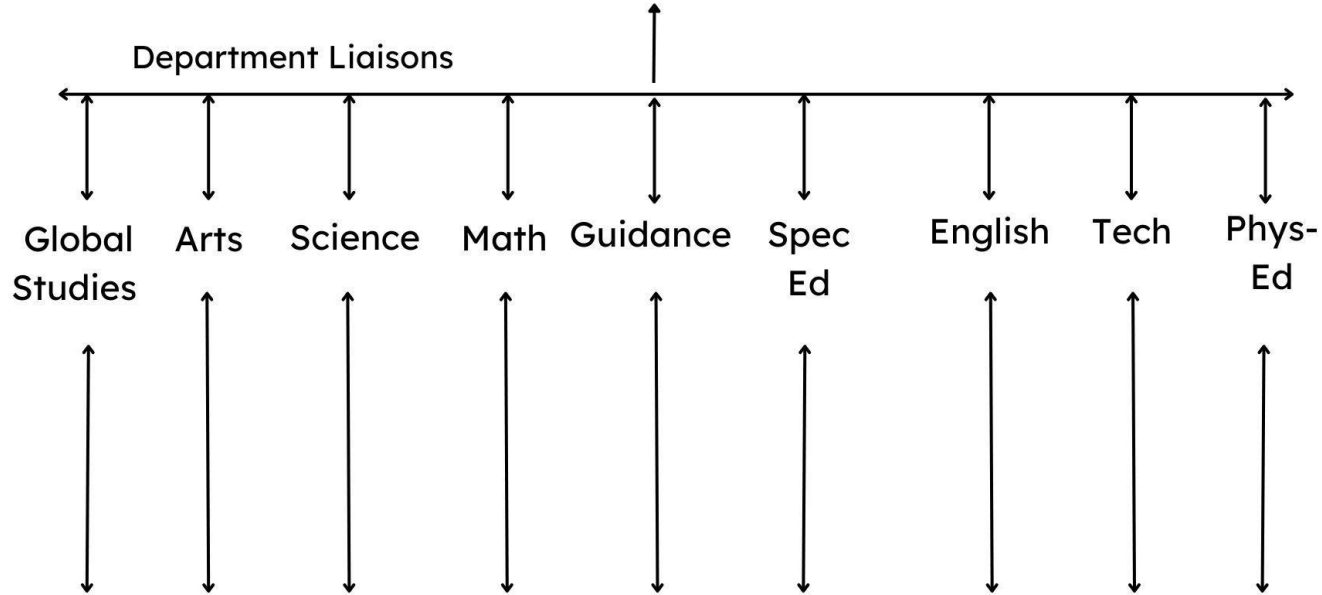 Department Liaisons
Global
Studies
Arts
Science
Math
Guidance
Spec
Ed
English
Tech
Phys-
Ed